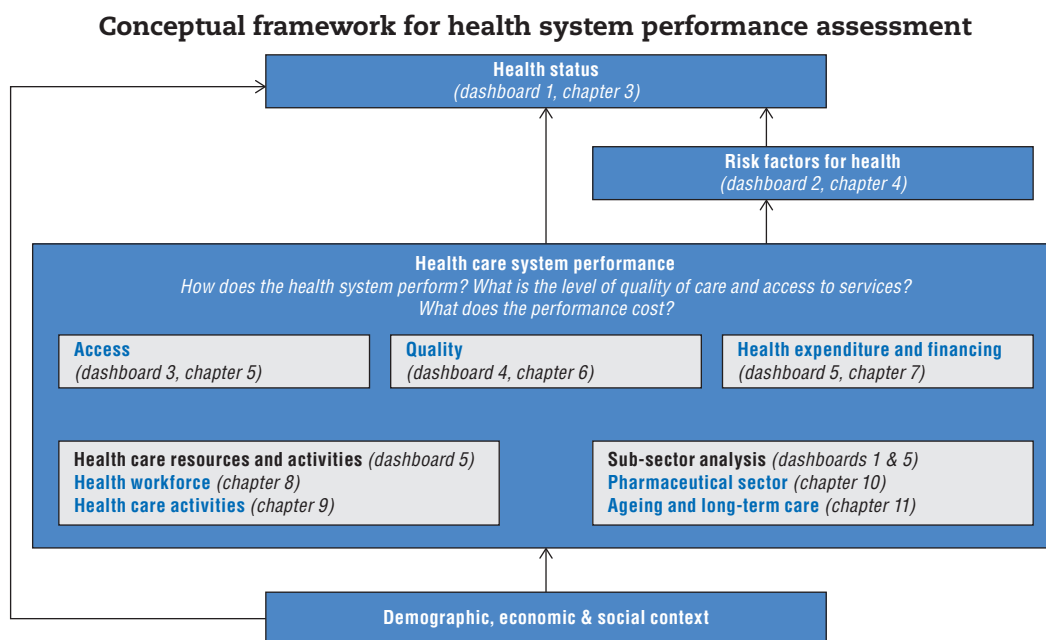 Conceptual framework for health system performance assessment
Health status
(dashboard 1, chapter 3)
Risk factors for health
(dashboard 2, chapter 4)
Health care system performance
How does the health system perform? What is the level of quality of care and access to services?
What does the performance cost?
Access
(dashboard 3, chapter 5)
Quality
(dashboard 4, chapter 6)
Health expenditure and financing
(dashboard 5, chapter 7)
Health care resources and activities (dashboard 5)
Health workforce (chapter 8)
Health care activities (chapter 9)
Sub-sector analysis (dashboards 1 & 5)
Pharmaceutical sector (chapter 10)
Ageing and long-term care (chapter 11)
Demographic, economic & social context